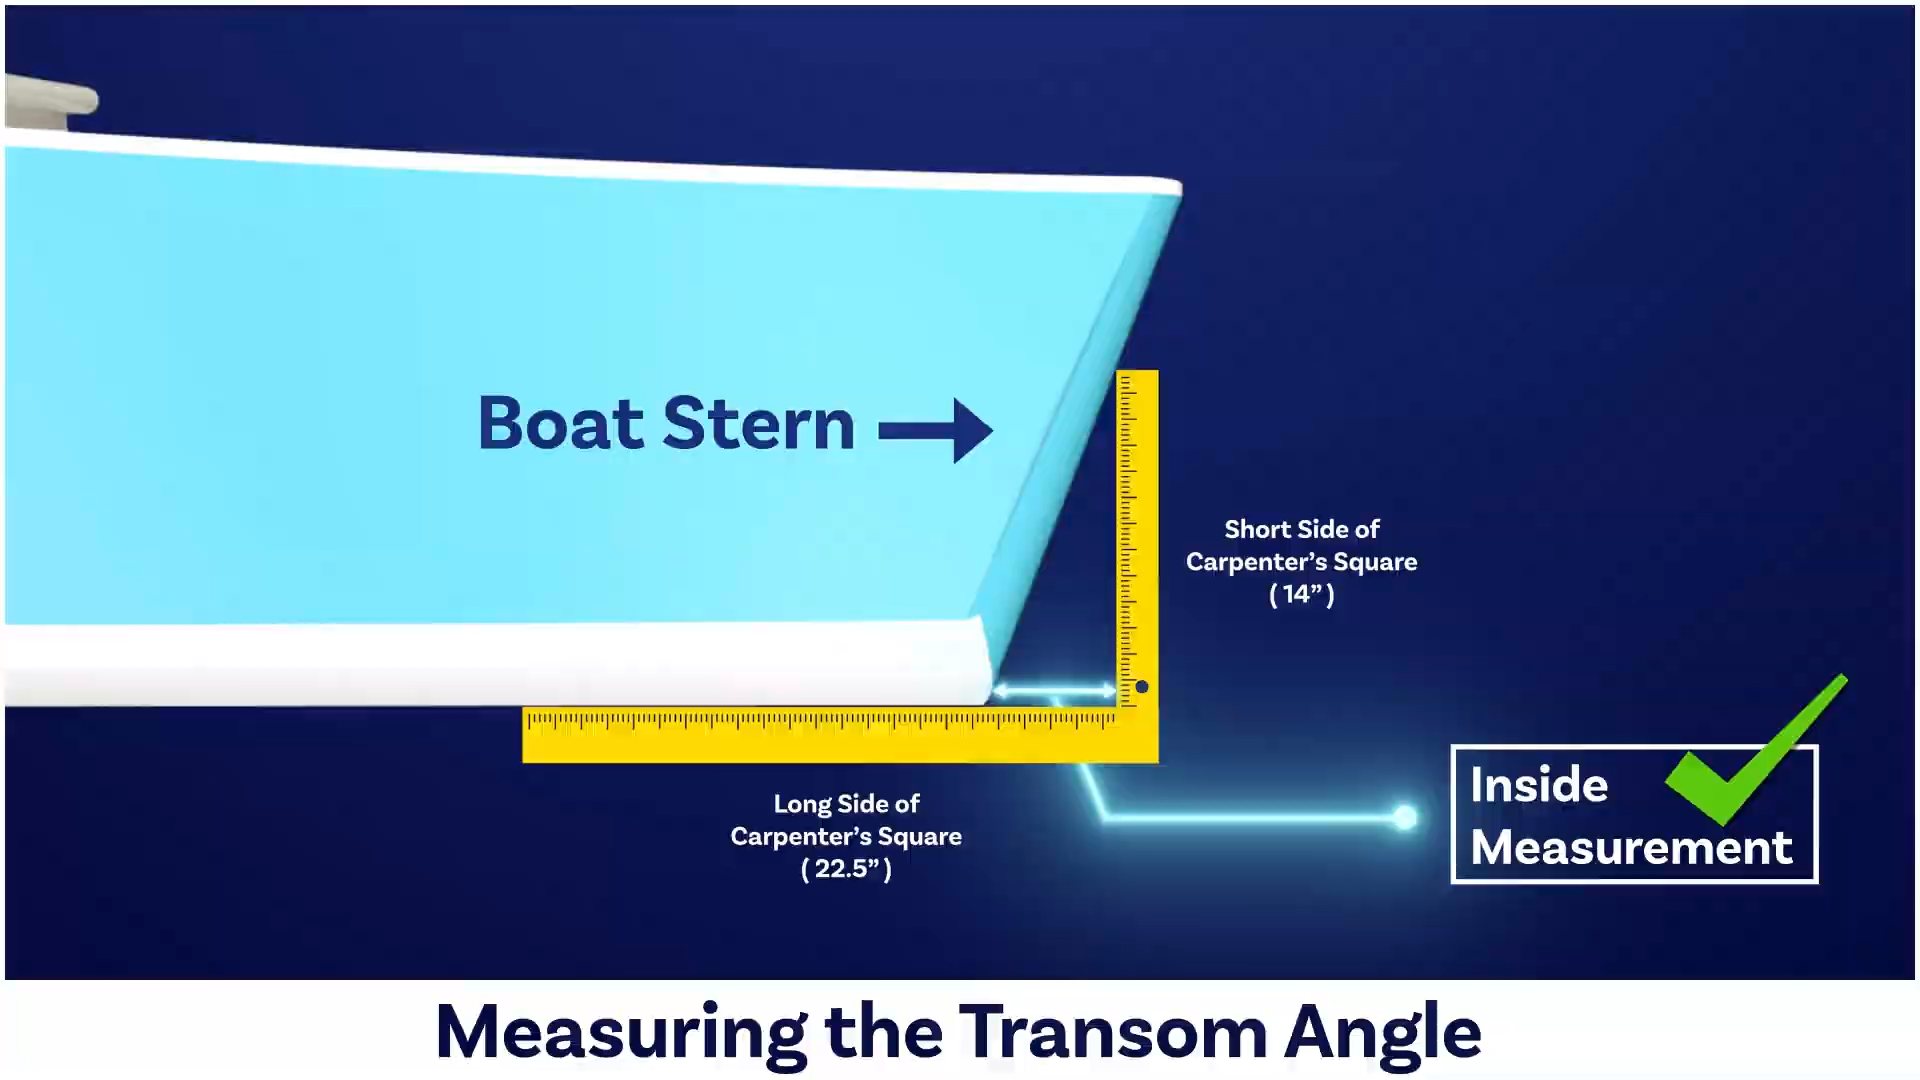 Boat Stern
Short Side of
Carpenter’s Square
( 14” )
Long Side of
Carpenter’s Square
( 22.5” )
Inside
Measurement
Measuring the Transom Angle